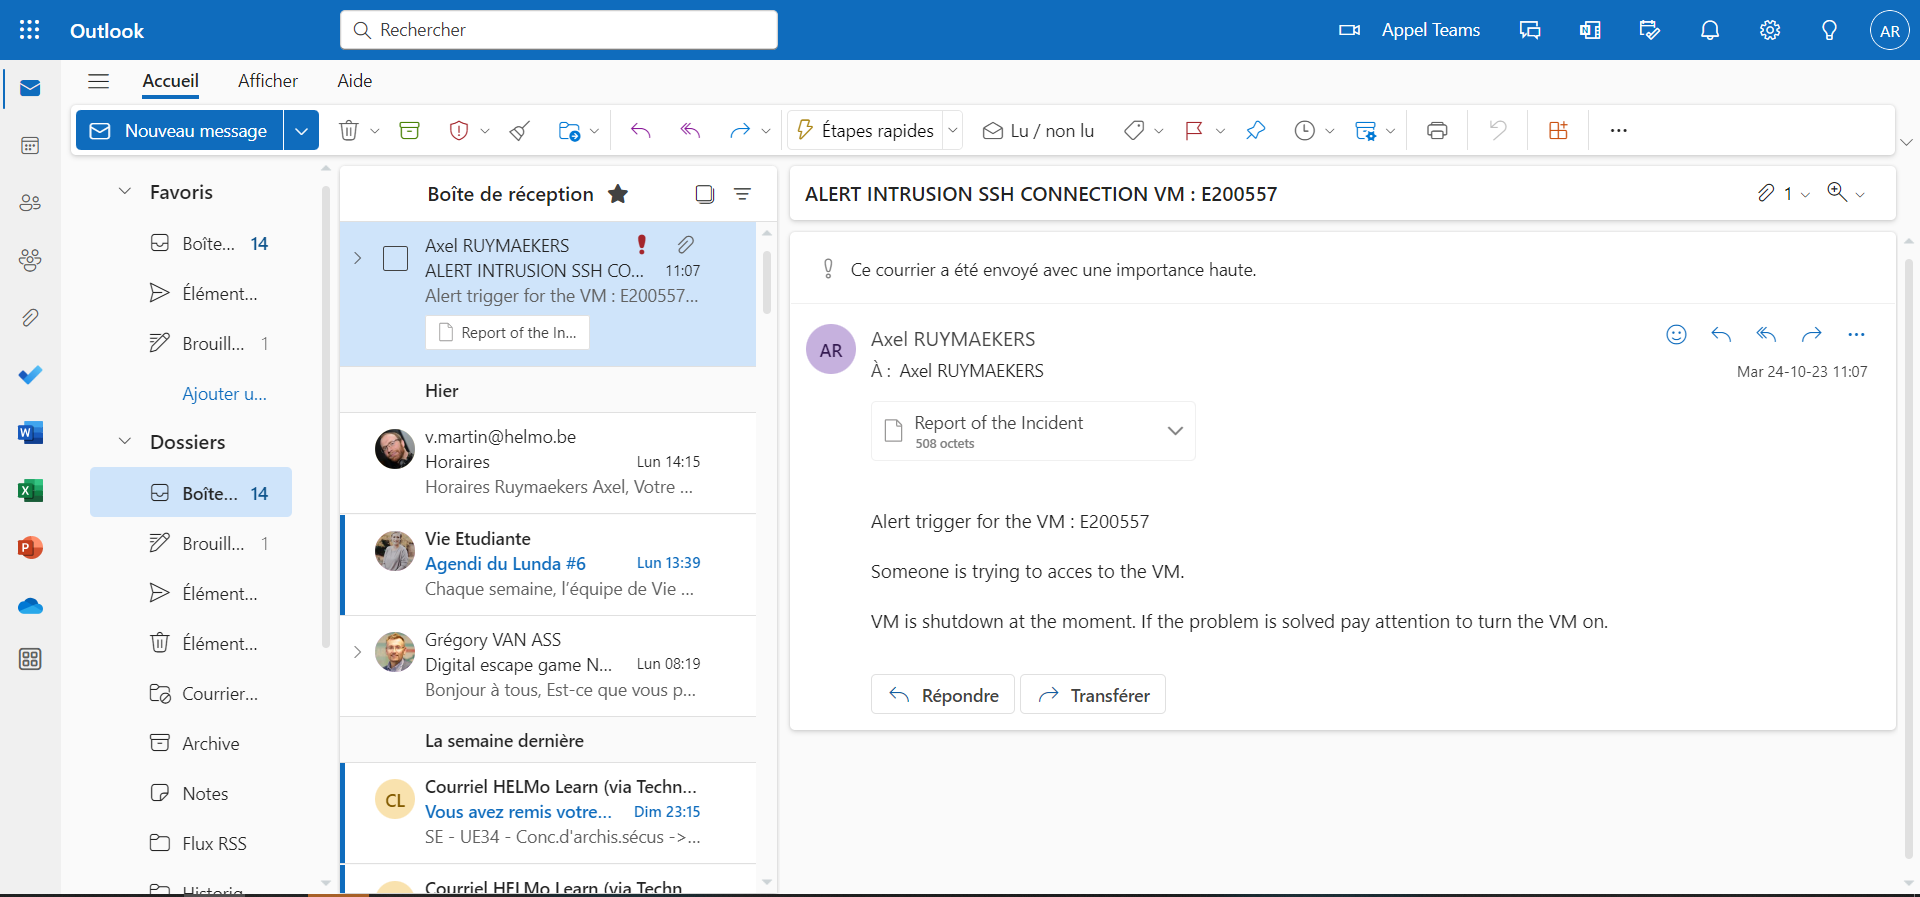 Outlook
Rechercher
Appel Teams
AR
Accueil
Afficher
Aide
Nouveau message
Étapes rapides
Lu / non lu
Favoris
Boîte... 14
Élément...
Brouill... 1
Ajouter u...
Dossiers
Boîte... 14
Brouill... 1
Élément...
Élément...
Courrier...
Archive
Notes
Flux RSS
Boîte de réception
Axel RUYMAEKERS
ALERT INTRUSION SSH CO... 11:07
Alert trigger for the VM : E200557...
Report of the In...
Hier
v.martin@helmo.be
Horaires Lun 14:15
Horaires Ruymaekers Axel, Votre ...
Vie Etudiante
Agendi du Lunda #6 Lun 13:39
Chaque semaine, l’équipe de Vie ...
Grégory VAN ASS
Digital escape game N... Lun 08:19
Bonjour à tous, Est-ce que vous p...
La semaine dernière
CL
Courriel HELMo Learn (via Techn...
Vous avez remis votre... Dim 23:15
SE - UE34 - Conc.d'archis.sécus ->...
Courriel HELMo Learn (via Techn
ALERT INTRUSION SSH CONNECTION VM : E200557
1
Ce courrier a été envoyé avec une importance haute.
AR
Axel RUYMAEKERS
À : Axel RUYMAEKERS
Mar 24-10-23 11:07
Report of the Incident
508 octets
Alert trigger for the VM : E200557
Someone is trying to acces to the VM.
VM is shutdown at the moment. If the problem is solved pay attention to turn the VM on.
Répondre
Transférer